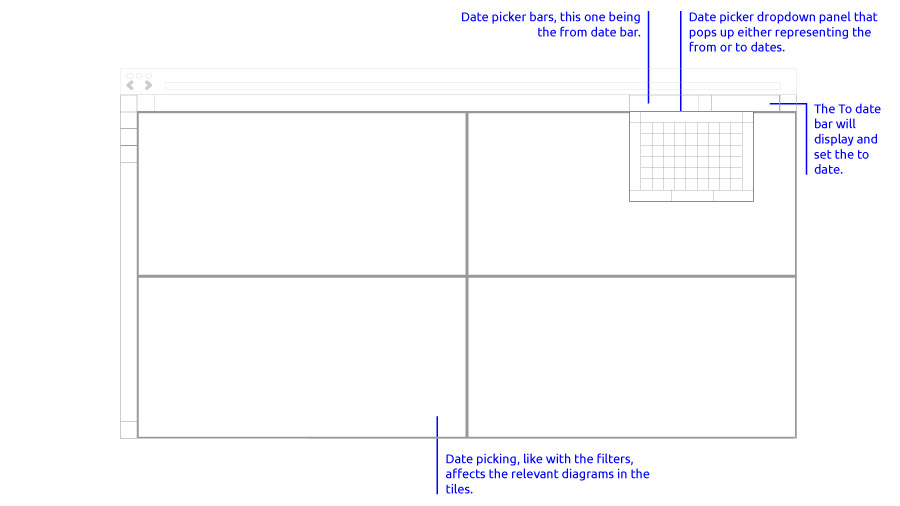 Date picker bars, this one being
the from date bar.
Date picker dropdown panel that
pops up either representing the
from or to dates.
The To date
bar will
display and
set the to
date.
Date picking, like with the filters,
affects the relevant diagrams in the
tiles.